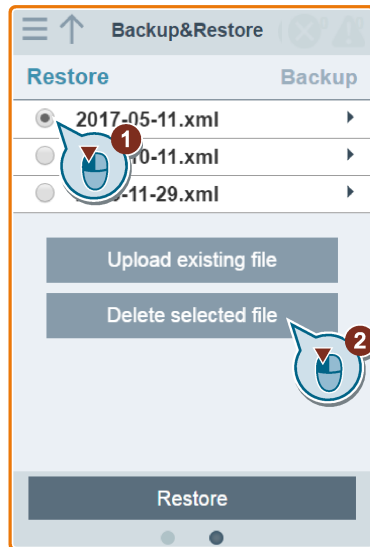 Backup&Restore
Restore Backup
2017-05-11.xml
1
10-11.xml
-11-29.xml
Upload existing file
Delete selected file
2
Restore